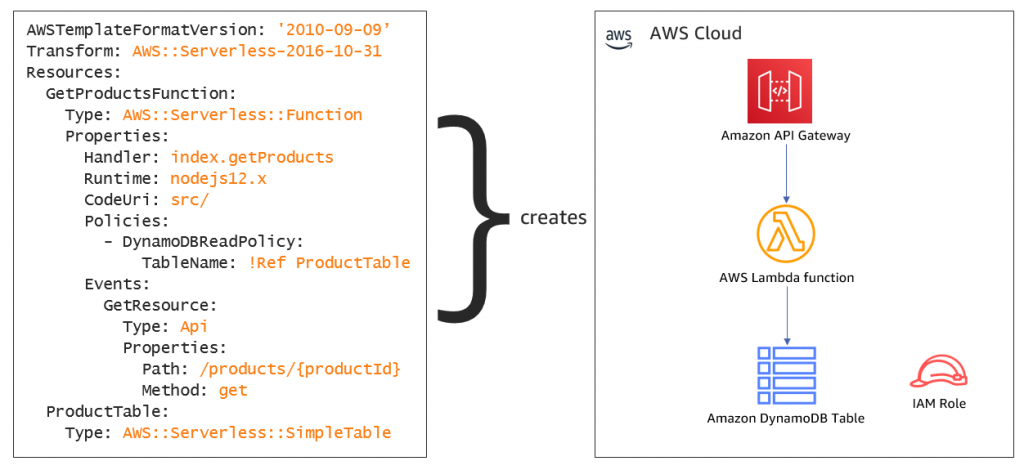 AWSTemplateFormatVersion: '2010-09-09’
Transform: AWS::Serverless-2016-10-31
Resources:
  GetProductsFunction:
    Type: AWS::Serverless::Function
    Properties:
      Handler: index.getProducts
      Runtime: nodejs12.x
      CodeUri: src/
      Policies:
        - DynamoDBReadPolicy:
            TableName: !Ref ProductTable
      Events:
        GetResource:
          Type: Api
          Properties:
            Path: /products/{productId}
            Method: get
  ProductTable:
    Type: AWS::Serverless::SimpleTable
}
creates
aws
AWS Cloud
</>
Amazon API Gateway
AWS Lambda function
Amazon DynamoDB Table
IAM Role